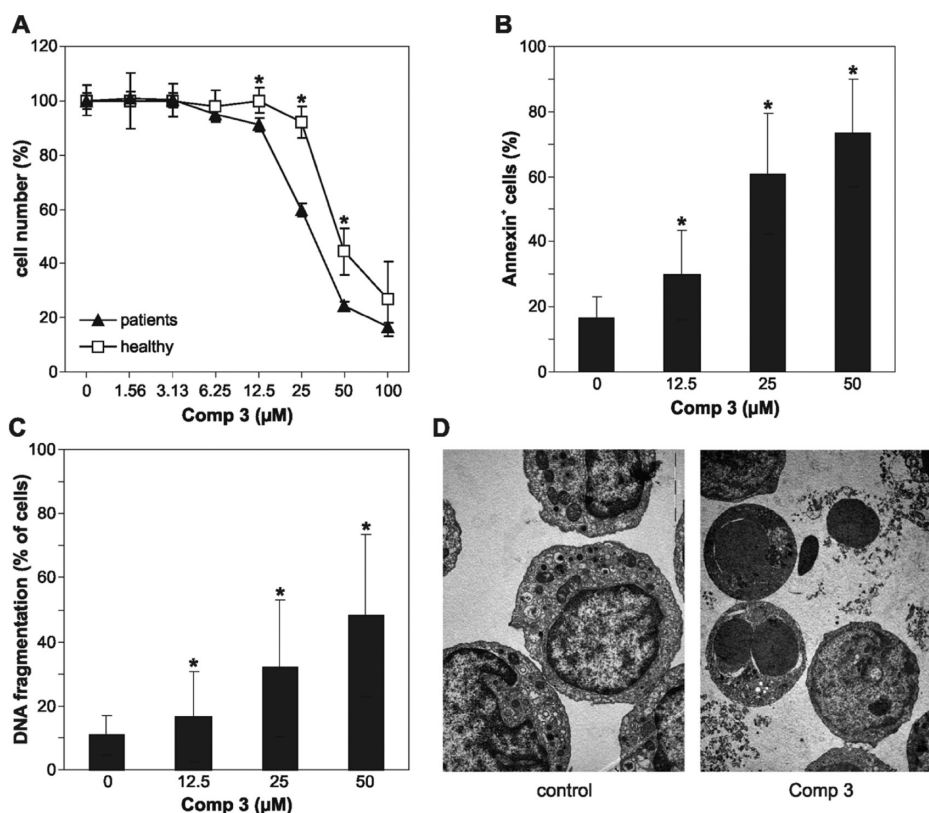 A
120
100
80
60
40
20
0
cell number (%)
* * *
patients
healthy
0 1.56 3.13 6.25 12.5 25 50 100
Comp 3 (µM)
B
100
80
60
40
20
0
Annexin⁺ cells (%)
* * *
0 12.5 25 50
Comp 3 (µM)
C
100
80
60
40
20
0
DNA fragmentation (% of cells)
* * *
0 12.5 25 50
Comp 3 (µM)
D
control
Comp 3